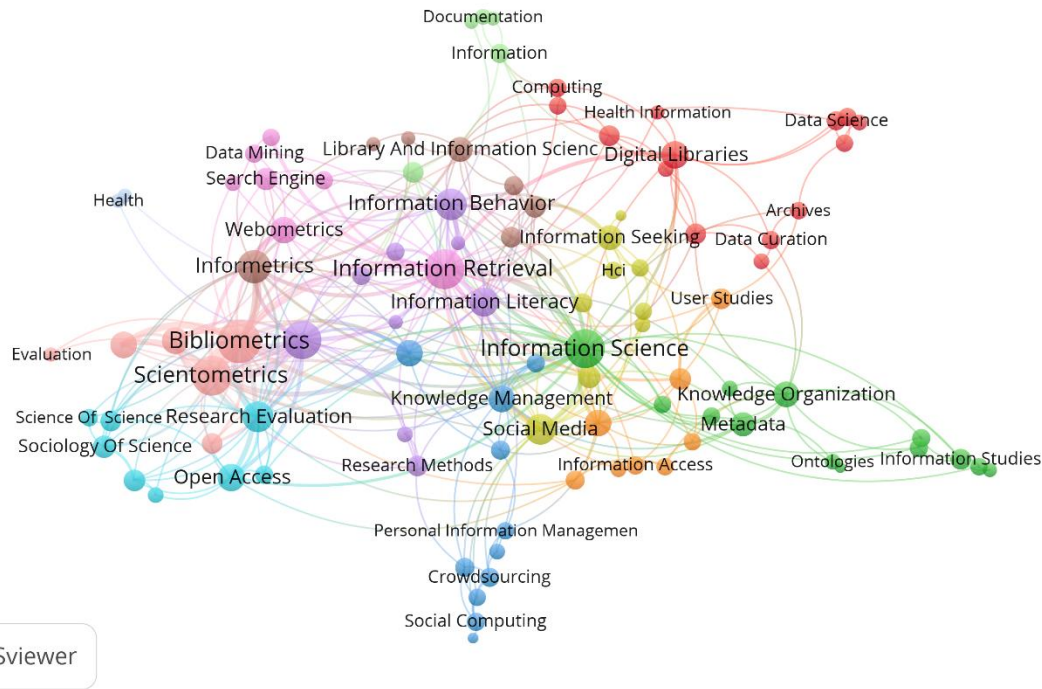 Documentation
Information
Computing
Health Information
Data Science
Library And Information Scienc
Digital Libraries
Data Mining
Search Engine
Health
Information Behavior
Archives
Webometrics
Information Seeking
Data Curation
Informetrics
Information Retrieval
Hci
Information Literacy
User Studies
Bibliometrics
Information Science
Evaluation
Scientometrics
Knowledge Management
Knowledge Organization
Science Of Science
Research Evaluation
Social Media
Metadata
Sociology Of Science
Research Methods
Information Access
Ontologies
Information Studies
Open Access
Personal Information Managemen
Crowdsourcing
Social Computing
Sviewer